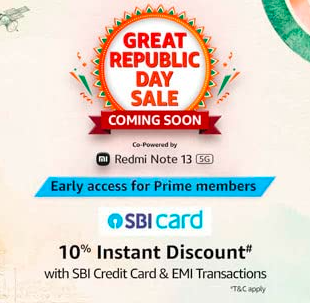 GREAT
REPUBLIC
DAY
SALE
COMING SOON
Co-Powered by
mi Redmi Note 13 5G
Early access for Prime members
SBI card
10% Instant Discount#
with SBI Credit Card & EMI Transactions
*T&C apply